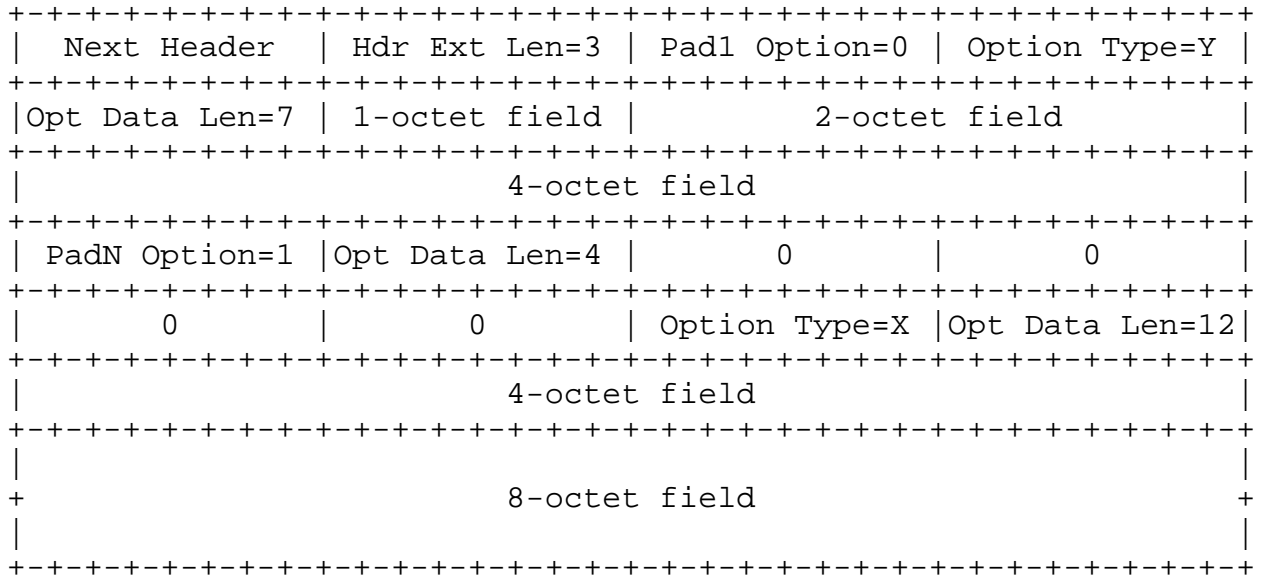 +-+-+-+-+-+-+-+-+-+-+-+-+-+-+-+-+-+-+-+-+-+-+-+-+-+-+-+-+-+-+-+-+
|  Next Header  | Hdr Ext Len=3 | Pad1 Option=0 | Option Type=Y |
+-+-+-+-+-+-+-+-+-+-+-+-+-+-+-+-+-+-+-+-+-+-+-+-+-+-+-+-+-+-+-+-+
|Opt Data Len=7 | 1-octet field |         2-octet field         |
+-+-+-+-+-+-+-+-+-+-+-+-+-+-+-+-+-+-+-+-+-+-+-+-+-+-+-+-+-+-+-+-+
|                         4-octet field                         |
+-+-+-+-+-+-+-+-+-+-+-+-+-+-+-+-+-+-+-+-+-+-+-+-+-+-+-+-+-+-+-+-+
| PadN Option=1 |Opt Data Len=4 |       0       |       0       |
+-+-+-+-+-+-+-+-+-+-+-+-+-+-+-+-+-+-+-+-+-+-+-+-+-+-+-+-+-+-+-+-+
|       0       |       0       | Option Type=X |Opt Data Len=12|
+-+-+-+-+-+-+-+-+-+-+-+-+-+-+-+-+-+-+-+-+-+-+-+-+-+-+-+-+-+-+-+-+
|                         4-octet field                         |
+-+-+-+-+-+-+-+-+-+-+-+-+-+-+-+-+-+-+-+-+-+-+-+-+-+-+-+-+-+-+-+-+
|                                                               |
+                         8-octet field                         +
|                                                               |
+-+-+-+-+-+-+-+-+-+-+-+-+-+-+-+-+-+-+-+-+-+-+-+-+-+-+-+-+-+-+-+-+